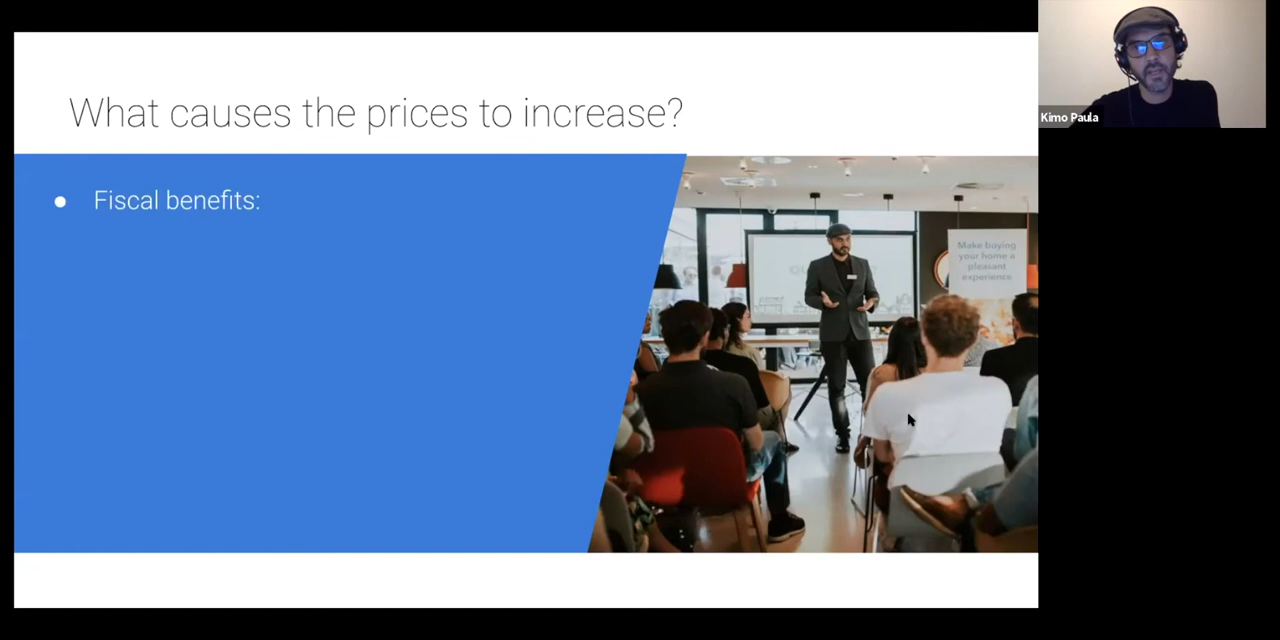 What causes the prices to increase?
Kimo Paula
● Fiscal benefits:
Make buying
your home a
pleasant
experience